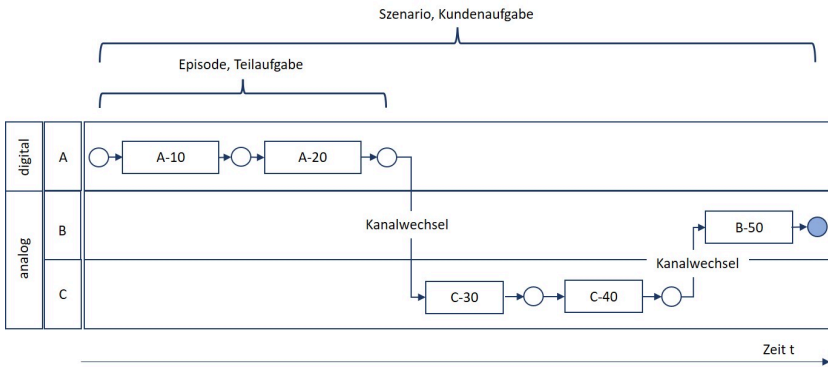 Szenario, Kundenaufgabe
Episode, Teilaufgabe
digital
A
A-10
A-20
analog
B
Kanalwechsel
B-50
Kanalwechsel
C
C-30
C-40
Zeit t